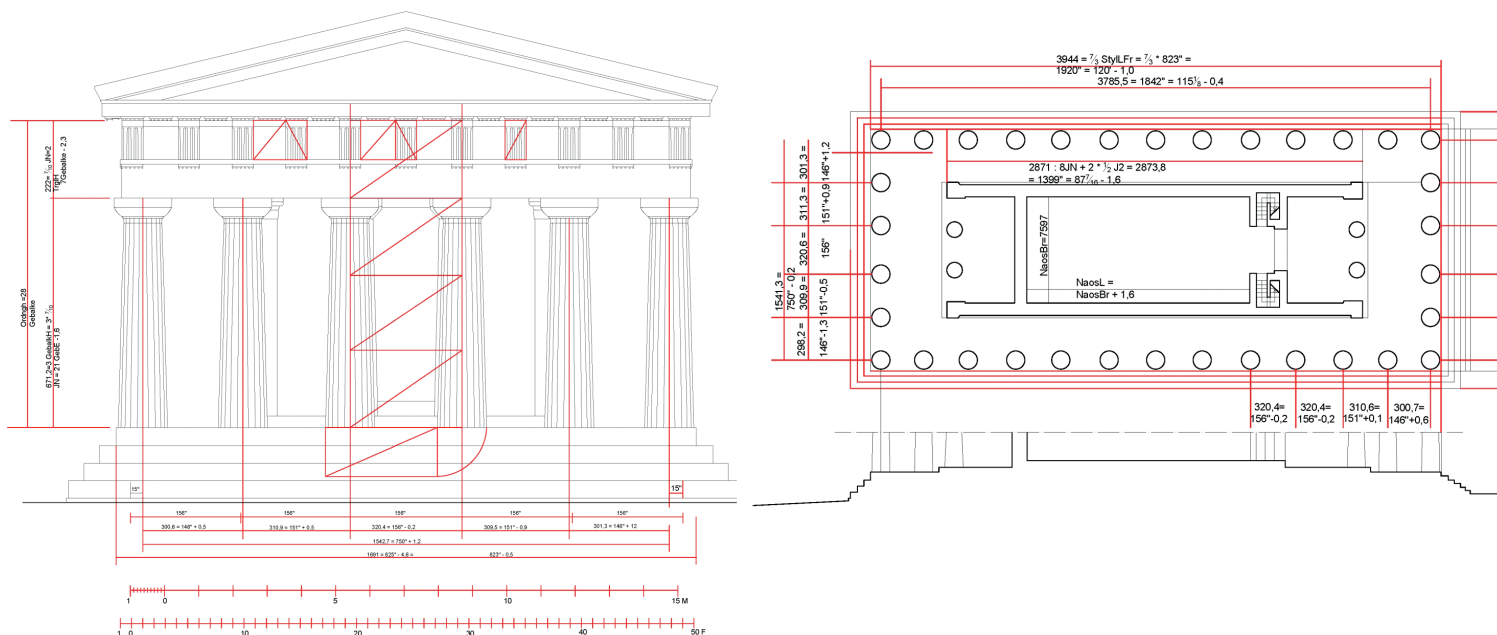 Ordngh =28
Gebalke
222= 7/10 JN=2
TrigH
7Gebalke - 2,3
671,2=3 GebalkH = 3* 7/10
JN = 21 GebE -1,6
15"
15"
156"
156"
156"
156"
156"
300,6 = 146" + 0,5
310,9 = 151" + 0,5
320,4 = 156" - 0,2
309,5 = 151" - 0,9
301,3 = 146" + 12
1542,7 = 750" + 1,2
1691 = 825" - 4,6 =
823" - 0,5
1
0
5
10
15 M
1
0
10
20
30
40
50 F
3944 = 7/3 StylLFr = 7/3 * 823" =
1920" = 120' - 1,0
3785,5 = 1842" = 115⅛ - 0,4
2871 : 8JN + 2 * ½ J2 = 2873,8
= 1399" = 87 7/16 - 1,6
1541,3 =
750" - 0,2
301,3 =
146"+1,2
311,3 =
151"+0,9
320,6 =
156"
309,9 =
151"-0,5
298,2 =
146"-1,3
NaosBr=7597
NaosL =
NaosBr + 1,6
320,4=
156"-0,2
320,4=
156"-0,2
310,6=
151"+0,1
300,7=
146"+0,6